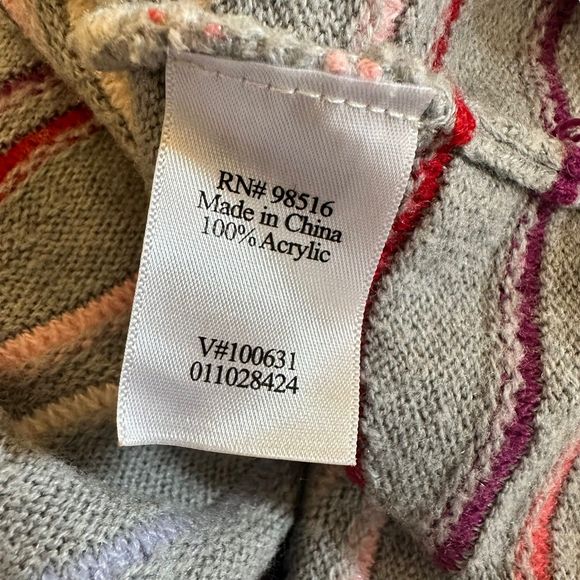 RN# 98516
Made in China
100% Acrylic
V#100631
011028424